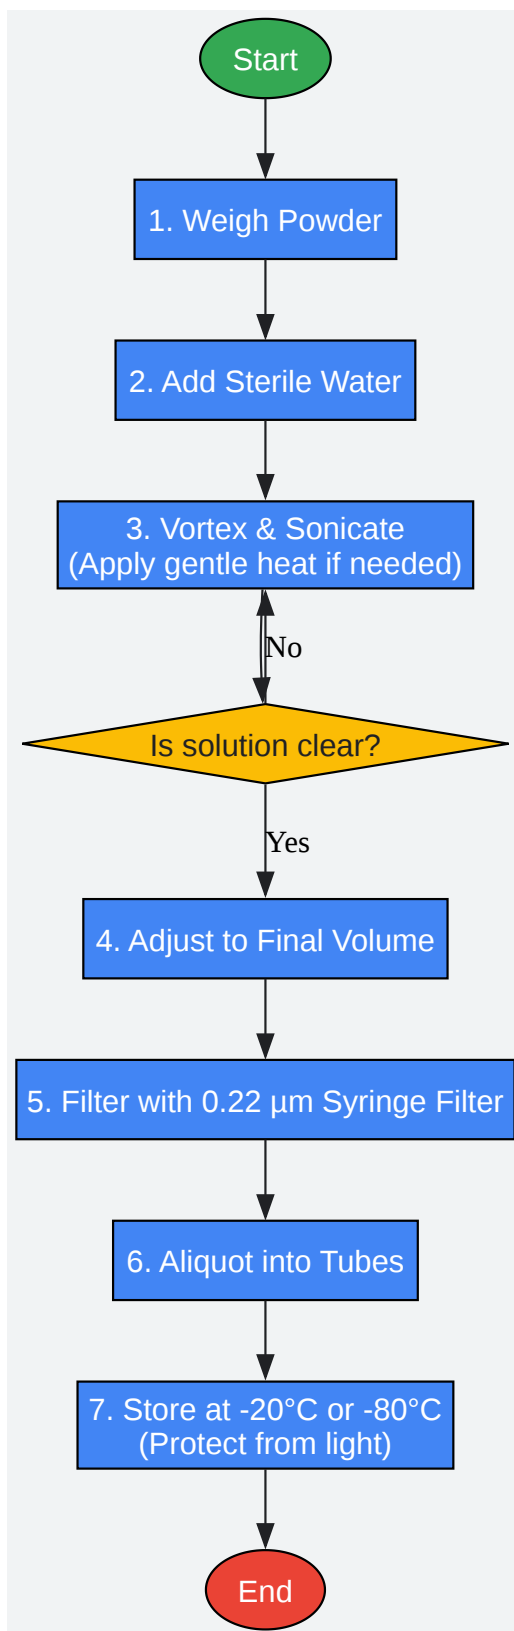 Start
1. Weigh Powder
2. Add Sterile Water
3. Vortex & Sonicate
(Apply gentle heat if needed)
No
Is solution clear?
Yes
4. Adjust to Final Volume
5. Filter with 0.22 µm Syringe Filter
6. Aliquot into Tubes
7. Store at -20°C or -80°C
(Protect from light)
End